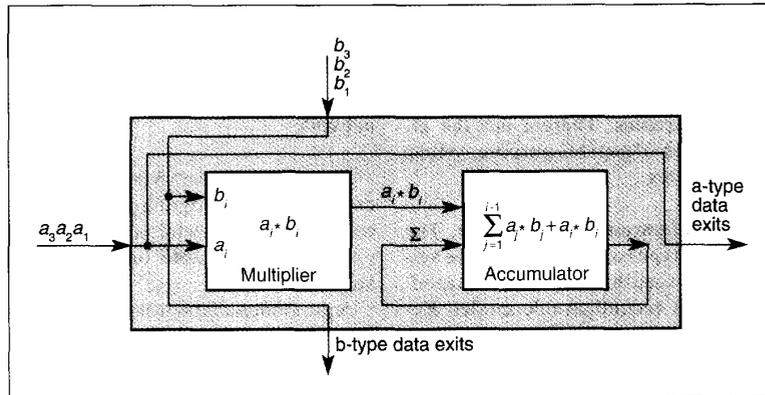 b₃
b₂
b₁
a₃a₂a₁
bᵢ
aᵢ * bᵢ
aᵢ
Multiplier
aᵢ * bᵢ
Σ
i-1
∑ aⱼ * bⱼ + aᵢ * bᵢ
j=1
Accumulator
a-type
data
exits
b-type data exits